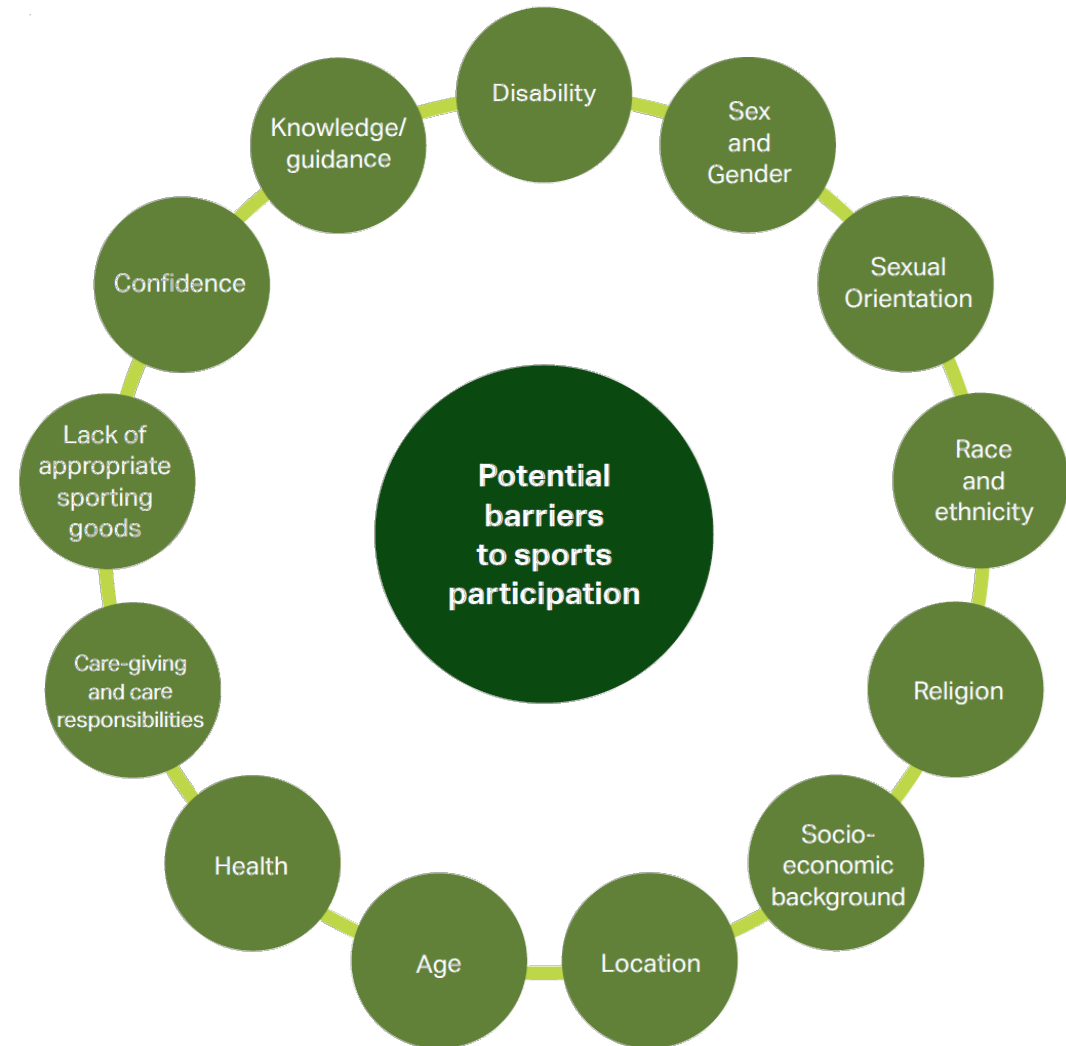 Disability
Sex
and
Gender
Sexual
Orientation
Race
and
ethnicity
Religion
Socio-
economic
background
Location
Age
Health
Care-giving
and care
responsibilities
Lack of
appropriate
sporting
goods
Confidence
Knowledge/
guidance
Potential
barriers
to sports
participation